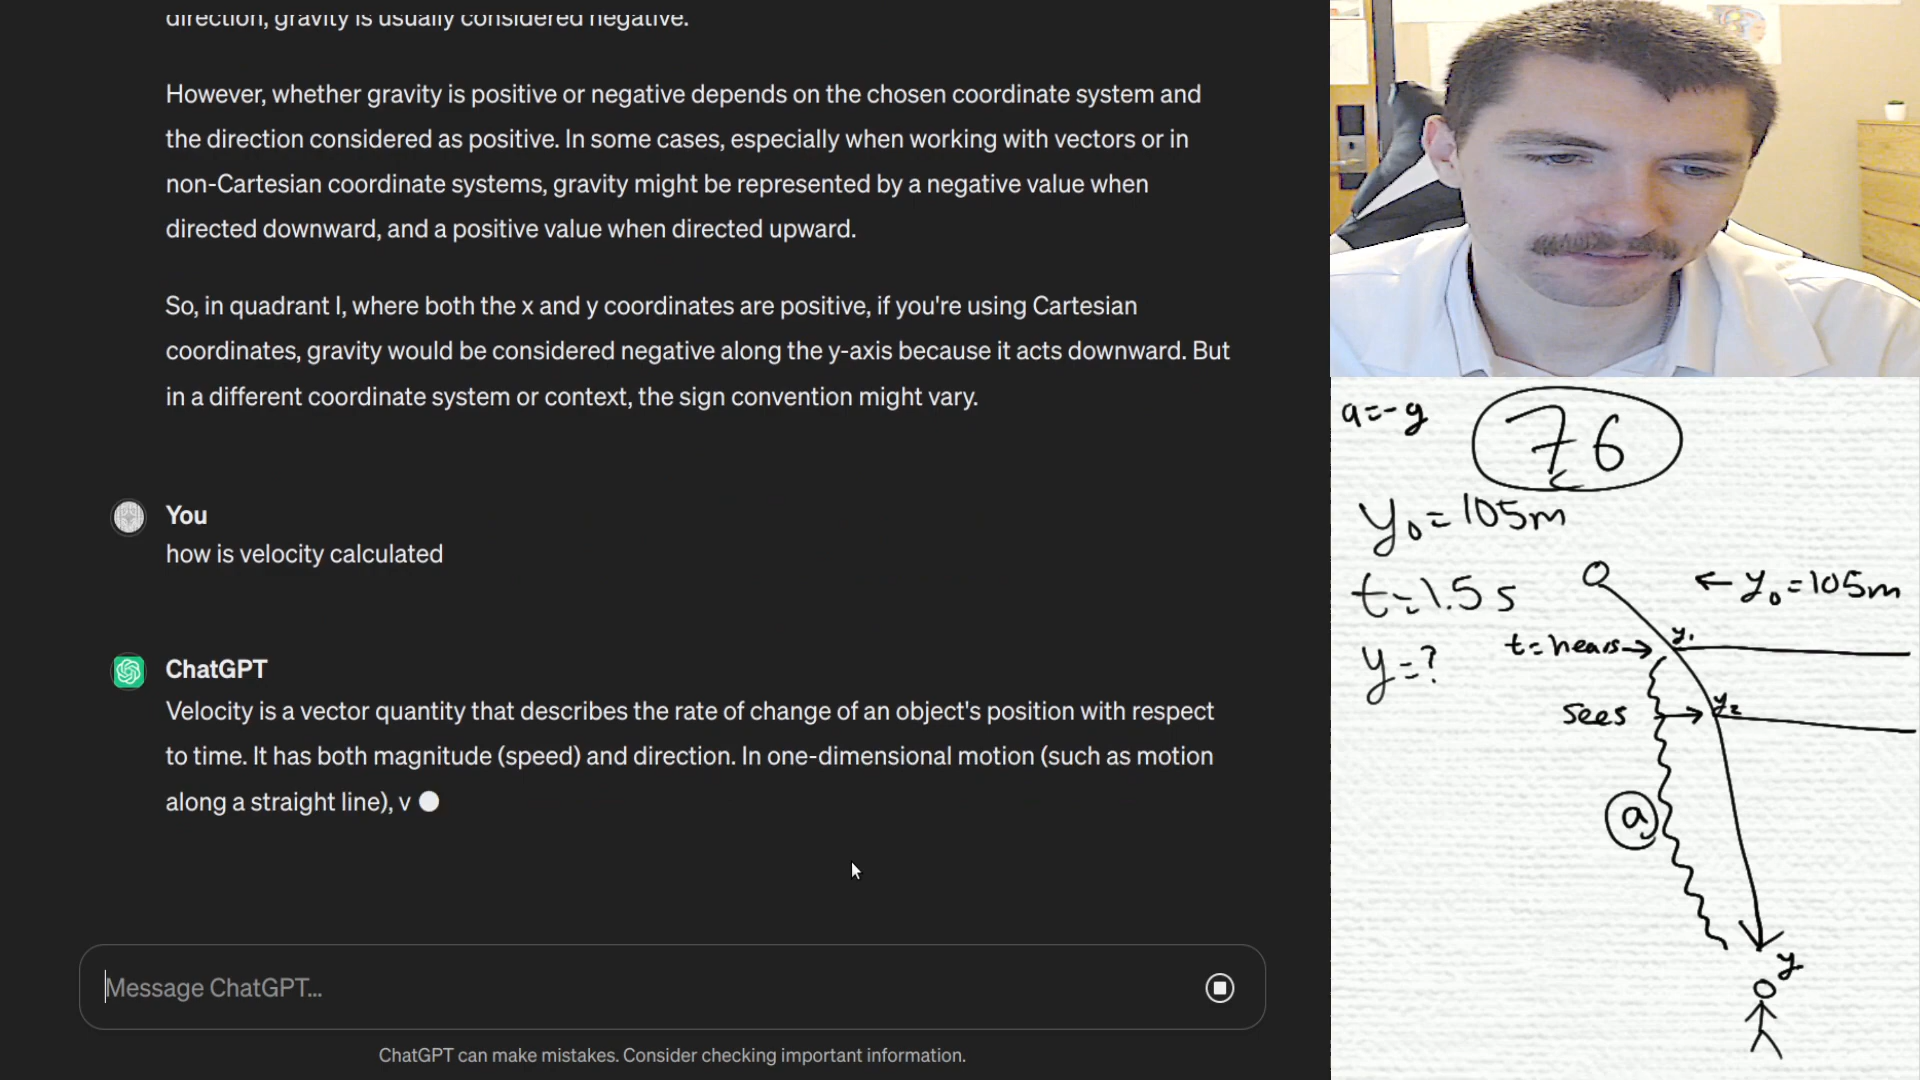 direction, gravity is usually considered negative.
However, whether gravity is positive or negative depends on the chosen coordinate system and
the direction considered as positive. In some cases, especially when working with vectors or in
non-Cartesian coordinate systems, gravity might be represented by a negative value when
directed downward, and a positive value when directed upward.
So, in quadrant I, where both the x and y coordinates are positive, if you're using Cartesian
coordinates, gravity would be considered negative along the y-axis because it acts downward. But
in a different coordinate system or context, the sign convention might vary.
You
how is velocity calculated
ChatGPT
Velocity is a vector quantity that describes the rate of change of an object's position with respect
to time. It has both magnitude (speed) and direction. In one-dimensional motion (such as motion
along a straight line), v
Message ChatGPT...
ChatGPT can make mistakes. Consider checking important information.
a=-g
76
y₀=105m
t=1.5 s
← y₀=105m
y=?
t=hears→
y₁
sees →
y₂
a
y